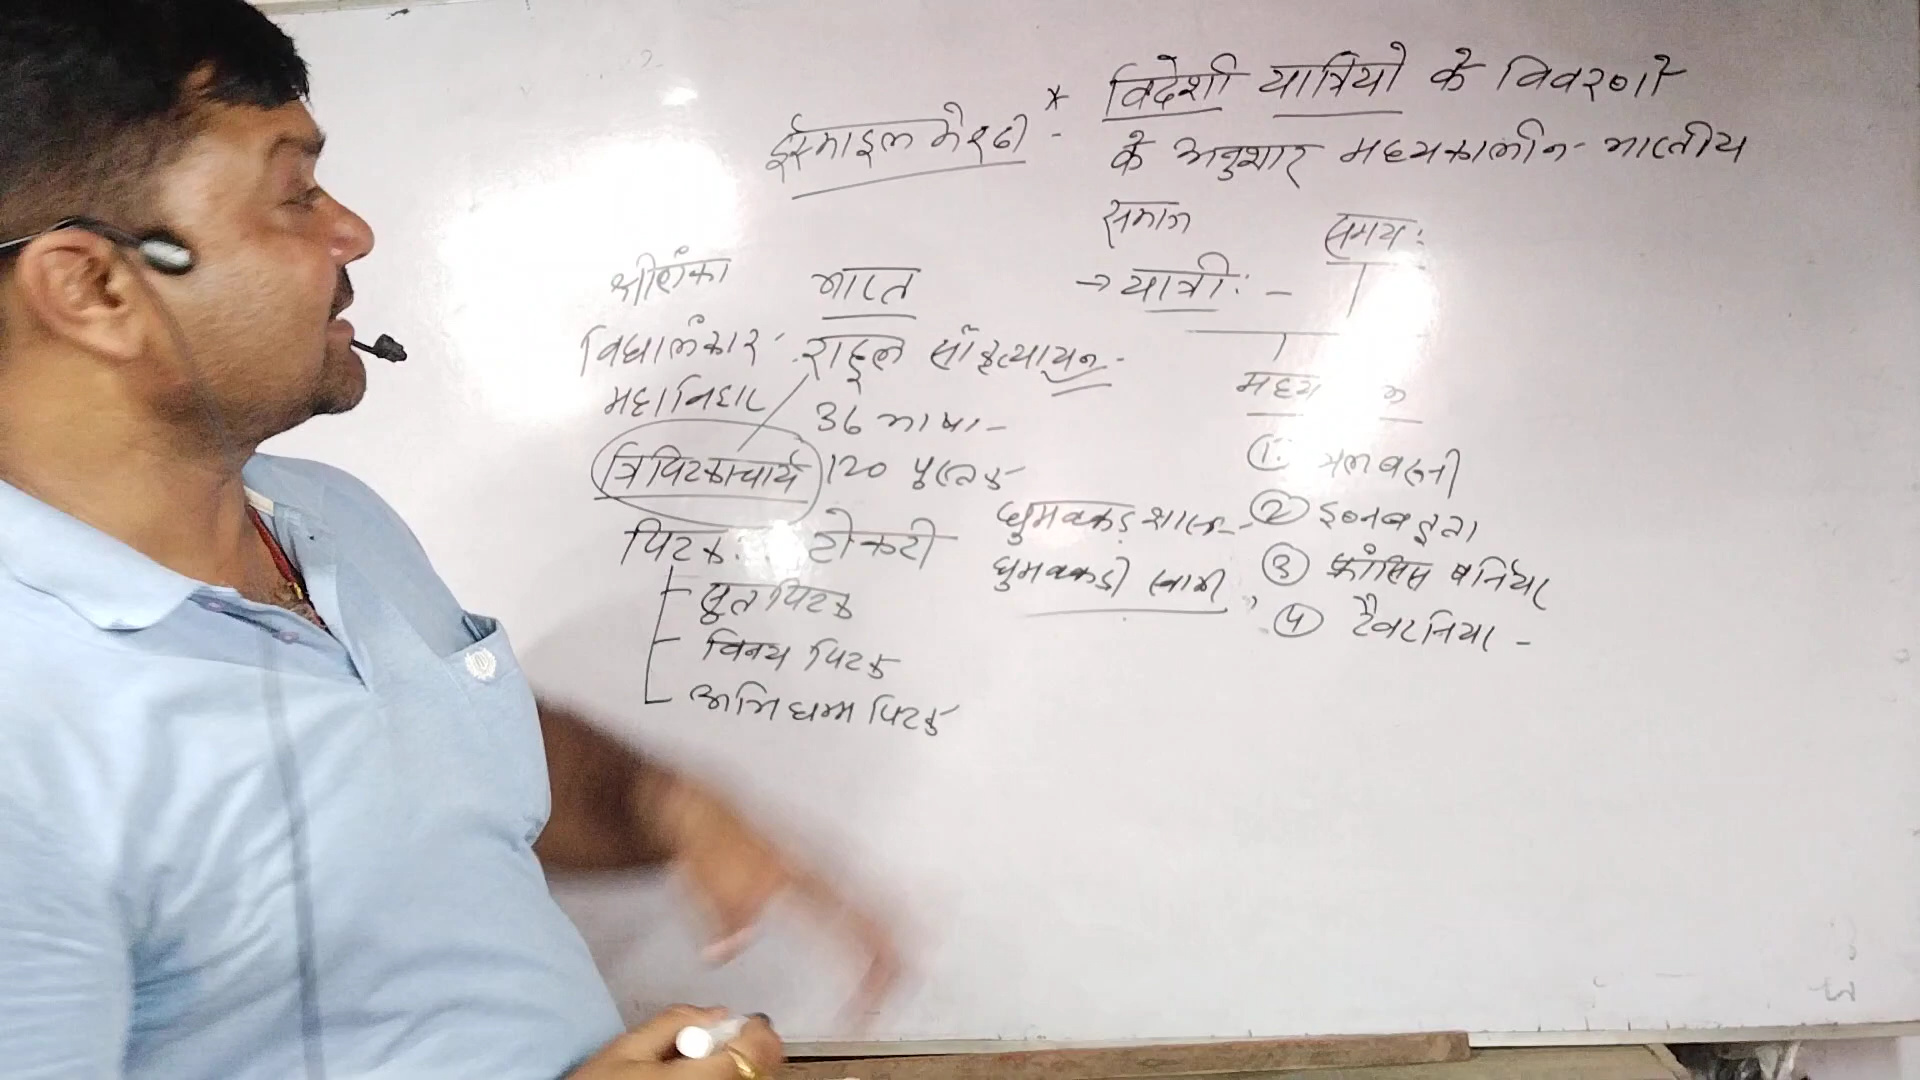 * विदेशी यात्रियो के विवरणो
इस्माइल मेरठी -
के अनुशार मध्यकालीन - भारतीय
समाज
समय :
→ यात्री : -
श्रीलंका
भारत
विद्यालंकार
राहुल सांकृत्यायन -
महाविहार
36 भाषा -
त्रिपिटकाचार्य
120 पुस्तक
पिटक : टोकरी
सुत पिटक
विनय पिटक
अभिधम्म पिटक
घुमक्कड़ शास्त्र -
घुमक्कडी स्वामी
मध्य
① अलबरुनी
② इब्नबतुता
③ फ्रांसिस बर्नियर
④ टैवरनियर -